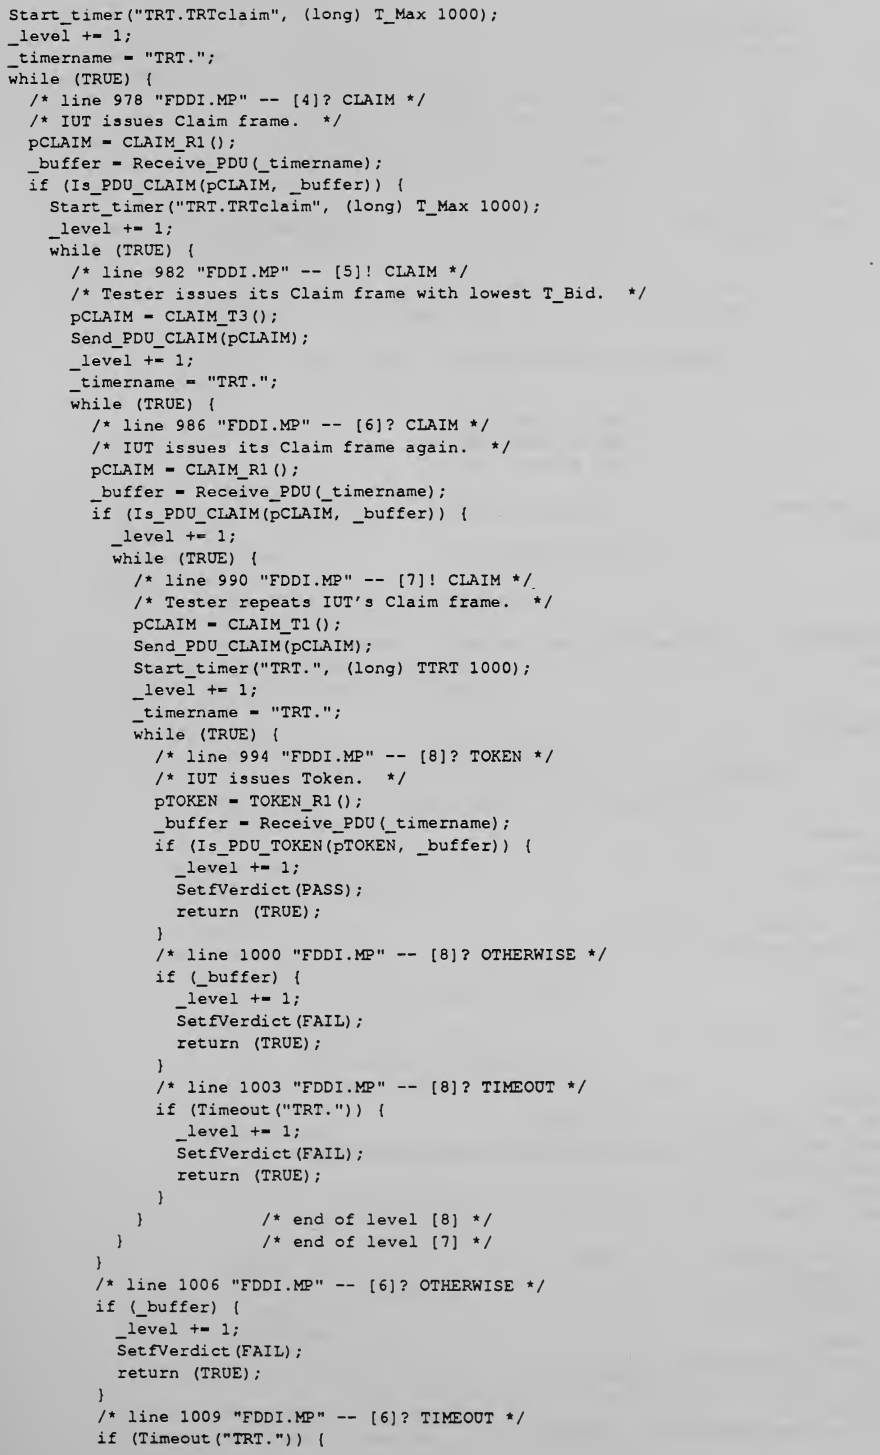 Start_timer("TRT.TRTclaim", (long) T_Max 1000);
_level += 1;
_timername = "TRT.";
while (TRUE) {
/* line 978 "FDDI.MP" -- [4]? CLAIM */
/* IUT issues Claim frame. */
pCLAIM = CLAIM_R1();
_buffer = Receive_PDU(_timername);
if (Is_PDU_CLAIM(pCLAIM, _buffer)) {
Start_timer("TRT.TRTclaim", (long) T_Max 1000);
_level += 1;
while (TRUE) {
/* line 982 "FDDI.MP" -- [5]! CLAIM */
/* Tester issues its Claim frame with lowest T_Bid. */
pCLAIM = CLAIM_T3();
Send_PDU_CLAIM(pCLAIM);
_level += 1;
_timername = "TRT.";
while (TRUE) {
/* line 986 "FDDI.MP" -- [6]? CLAIM */
/* IUT issues its Claim frame again. */
pCLAIM = CLAIM_R1();
_buffer = Receive_PDU(_timername);
if (Is_PDU_CLAIM(pCLAIM, _buffer)) {
_level += 1;
while (TRUE) {
/* line 990 "FDDI.MP" -- [7]! CLAIM */
/* Tester repeats IUT's Claim frame. */
pCLAIM = CLAIM_T1();
Send_PDU_CLAIM(pCLAIM);
Start_timer("TRT.", (long) TTRT 1000);
_level += 1;
_timername = "TRT.";
while (TRUE) {
/* line 994 "FDDI.MP" -- [8]? TOKEN */
/* IUT issues Token. */
pTOKEN = TOKEN_R1();
_buffer = Receive_PDU(_timername);
if (Is_PDU_TOKEN(pTOKEN, _buffer)) {
_level += 1;
SetfVerdict(PASS);
return (TRUE);
}
/* line 1000 "FDDI.MP" -- [8]? OTHERWISE */
if (_buffer) {
_level += 1;
SetfVerdict(FAIL);
return (TRUE);
}
/* line 1003 "FDDI.MP" -- [8]? TIMEOUT */
if (Timeout("TRT.")) {
_level += 1;
SetfVerdict(FAIL);
return (TRUE);
}
} /* end of level [8] */
} /* end of level [7] */
}
/* line 1006 "FDDI.MP" -- [6]? OTHERWISE */
if (_buffer) {
_level += 1;
SetfVerdict(FAIL);
return (TRUE);
}
/* line 1009 "FDDI.MP" -- [6]? TIMEOUT */
if (Timeout("TRT.")) {